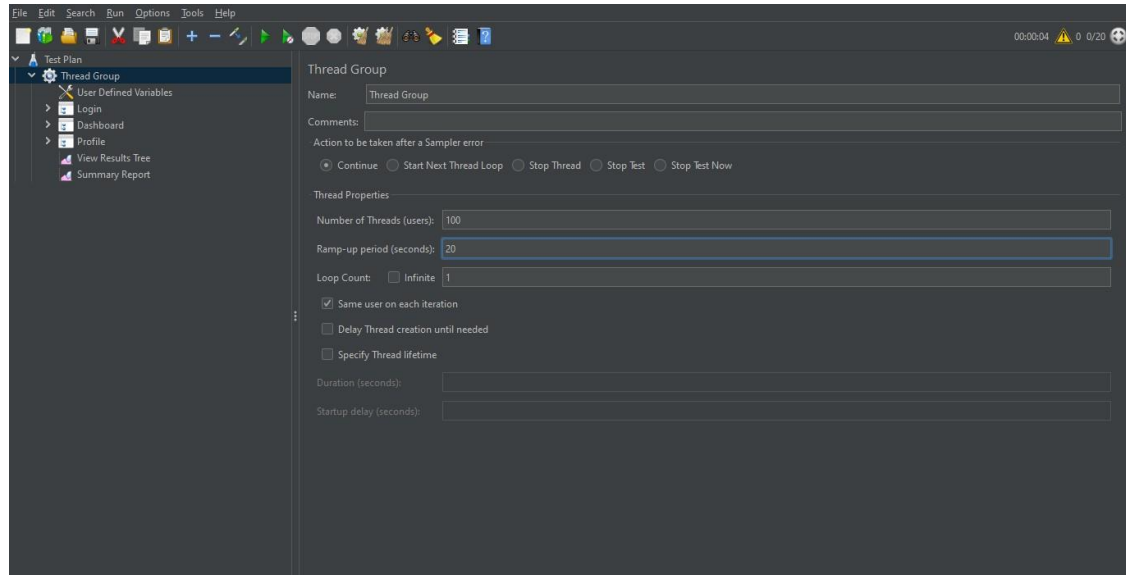 File Edit Search Run Options Tools Help
00:00:04 0 0/20
Test Plan
Thread Group
User Defined Variables
Login
Dashboard
Profile
View Results Tree
Summary Report
Thread Group
Name: Thread Group
Comments:
Action to be taken after a Sampler error
Continue Start Next Thread Loop Stop Thread Stop Test Stop Test Now
Thread Properties
Number of Threads (users): 100
Ramp-up period (seconds): 20
Loop Count: Infinite 1
Same user on each iteration
Delay Thread creation until needed
Specify Thread lifetime
Duration (seconds):
Startup delay (seconds):